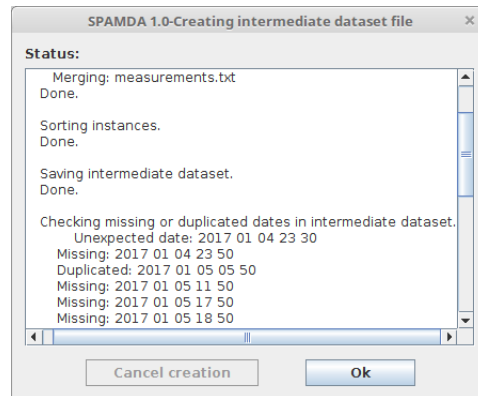 SPAMDA 1.0-Creating intermediate dataset file
Status:
Merging: measurements.txt
Done.
Sorting instances.
Done.
Saving intermediate dataset.
Done.
Checking missing or duplicated dates in intermediate dataset.
Unexpected date: 2017 01 04 23 30
Missing: 2017 01 04 23 50
Duplicated: 2017 01 05 05 50
Missing: 2017 01 05 11 50
Missing: 2017 01 05 17 50
Missing: 2017 01 05 18 50
Cancel creation
Ok